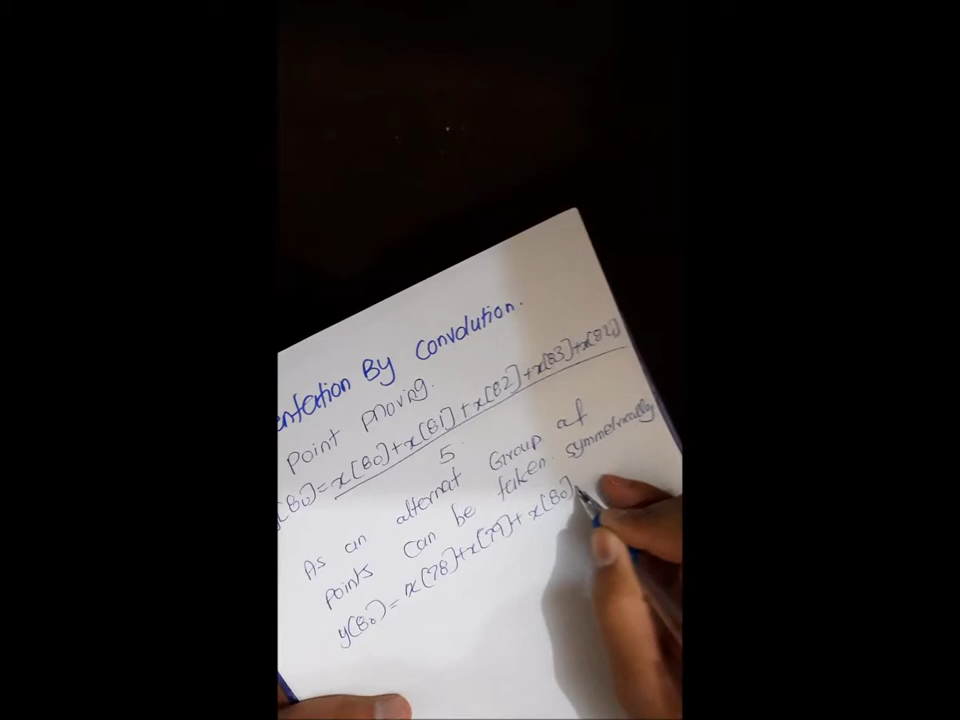 entation By Convolution.
Point Moving.
y[80] = x[80]+x[81]+x[82]+x[83]+x[84]
5
As an alternat Group of
points can be taken symmetrically
y[80] = x[78]+x[79]+x[80]